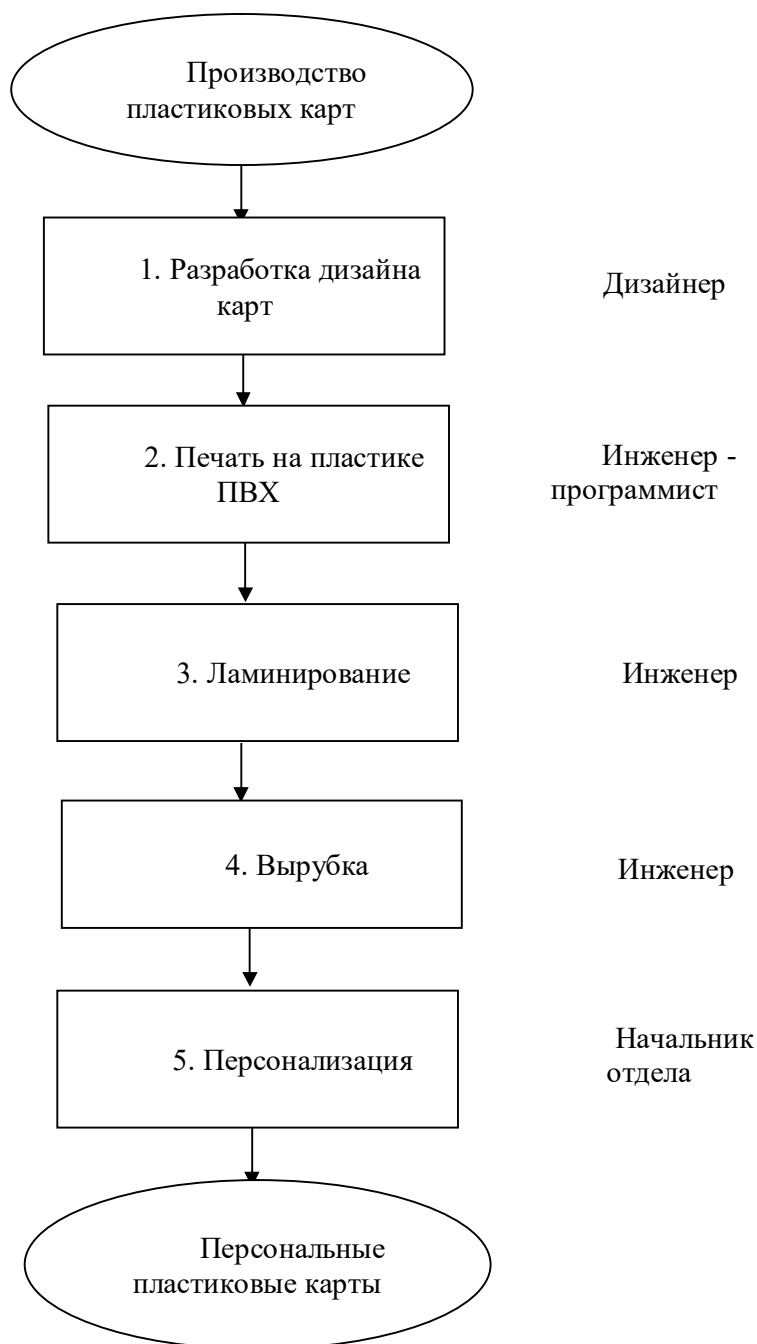 Производство
пластиковых карт
1. Разработка дизайна
карт
Дизайнер
2. Печать на пластике
ПВХ
Инженер -
программист
3. Ламинирование
Инженер
4. Вырубка
Инженер
5. Персонализация
Начальник
отдела
Персональные
пластиковые карты